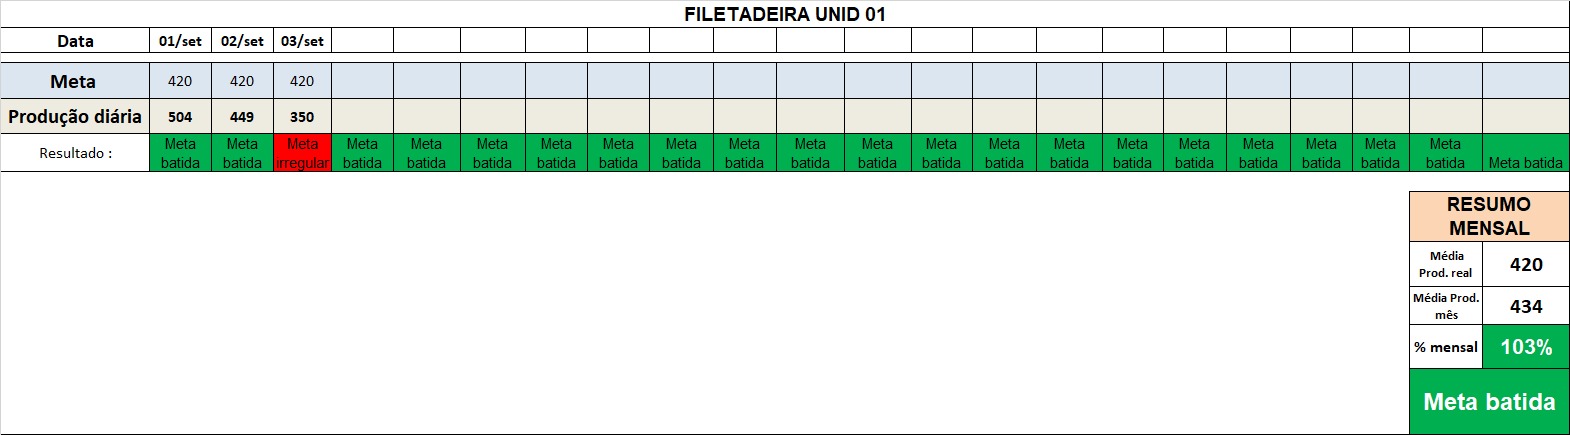 FILETADEIRA UNID 01
Data 01/set 02/set 03/set
Meta 420 420 420
Produção diária 504 449 350
Resultado : Meta batida Meta batida Meta irregular Meta batida Meta batida Meta batida Meta batida Meta batida Meta batida Meta batida Meta batida Meta batida Meta batida Meta batida Meta batida Meta batida Meta batida Meta batida Meta batida Meta batida Meta batida Meta batida
RESUMO
MENSAL
Média
Prod. real 420
Média Prod.
mês 434
% mensal 103%
Meta batida